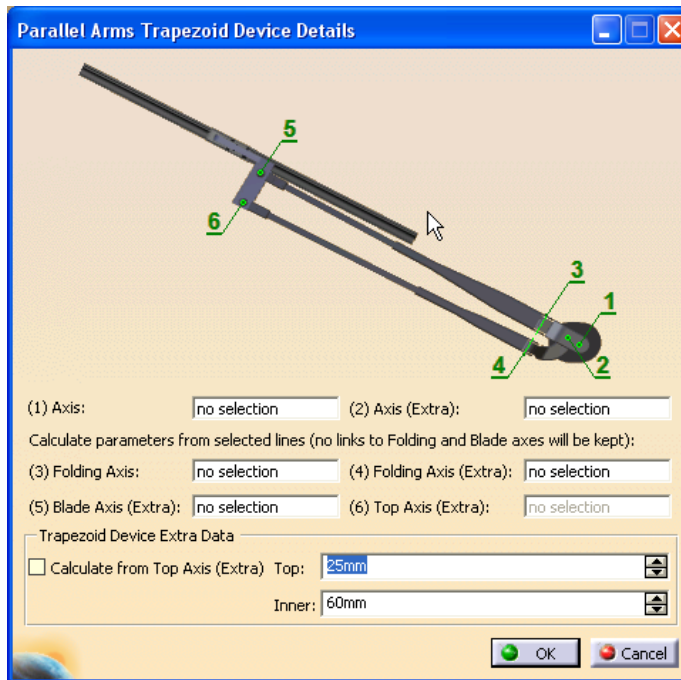 Parallel Arms Trapezoid Device Details
5
6
3
1
4
2
(1) Axis: no selection (2) Axis (Extra): no selection
Calculate parameters from selected lines (no links to Folding and Blade axes will be kept):
(3) Folding Axis: no selection (4) Folding Axis (Extra): no selection
(5) Blade Axis (Extra): no selection (6) Top Axis (Extra): no selection
Trapezoid Device Extra Data
Calculate from Top Axis (Extra) Top: 25mm
Inner: 60mm
OK Cancel